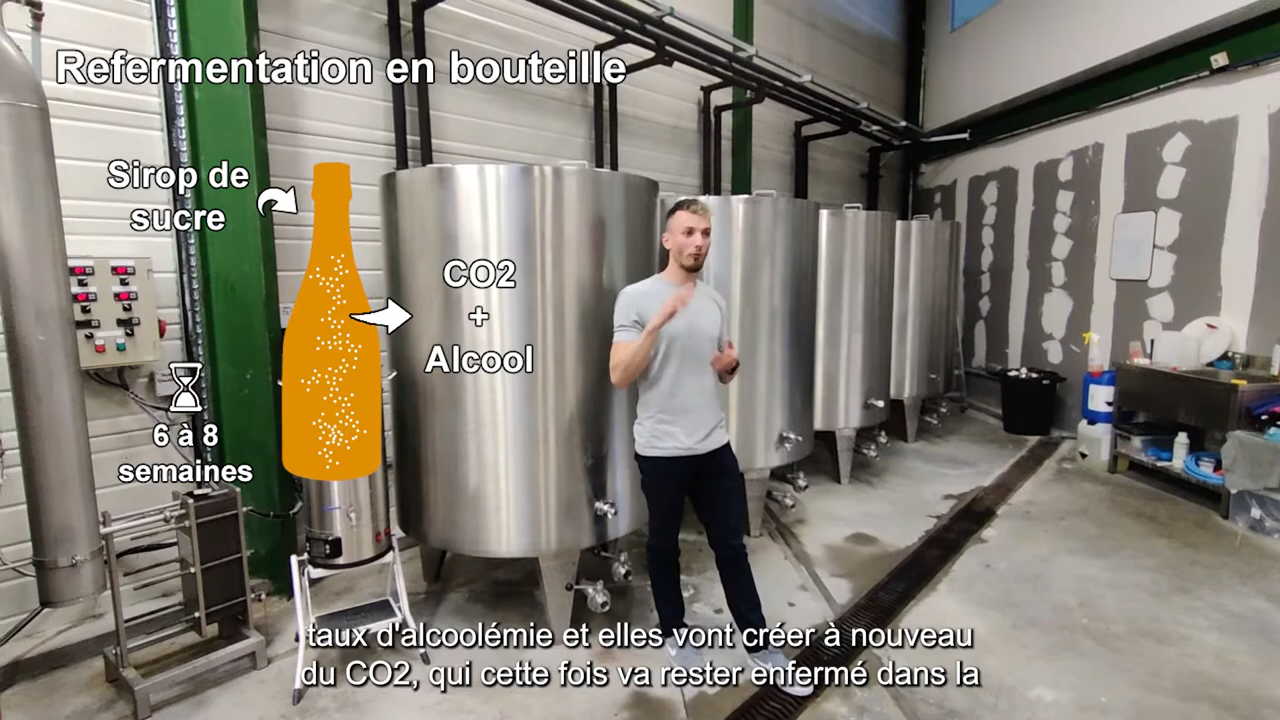 Refermentation en bouteille
Sirop de
sucre
CO2
+
Alcool
6 à 8
semaines
taux d'alcoolémie et elles vont créer à nouveau
du CO2, qui cette fois va rester enfermé dans la